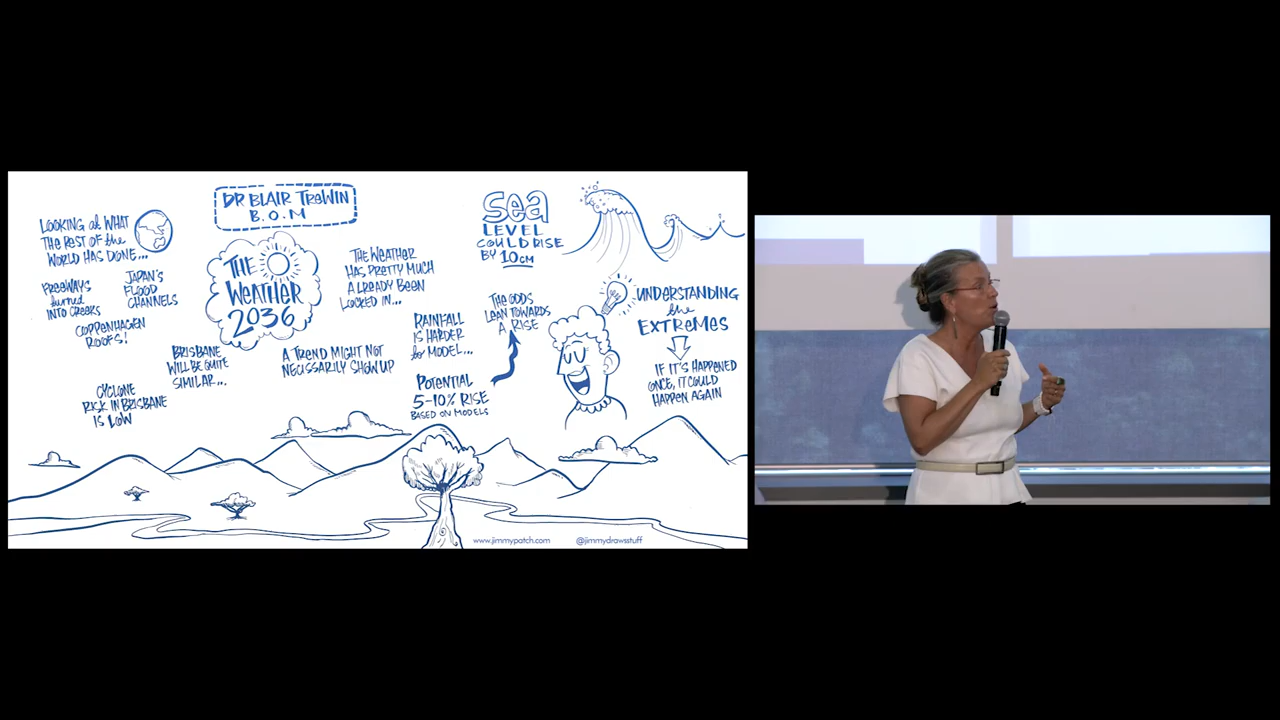 DR BLAIR TREWIN
B.O.M
LOOKING at WHAT
THE REST OF the
WORLD HAS DONE...
FREEWAYS
turned
INTO CREEKS
JAPAN'S
FLOOD
CHANNELS
COPPENHAGEN
ROOFS!
BRISBANE
WILL BE QUITE
SIMILAR...
CYCLONE
RISK IN BRISBANE
IS LOW
THE
WEATHER
2036
THE WEATHER
HAS PRETTY MUCH
ALREADY BEEN
LOCKED IN...
A TREND MIGHT NOT
NECESSARILY SHOW UP
RAINFALL
IS HARDER
to MODEL...
POTENTIAL
5-10% RISE
BASED ON MODELS
THE ODDS
LEAN TOWARDS
A RISE
sea
LEVEL
COULD RISE
BY 10CM
UNDERSTANDING
the
EXTREMES
IF IT'S HAPPENED
ONCE, IT COULD
HAPPEN AGAIN
www.jimmypatch.com
@jimmydrawsstuff